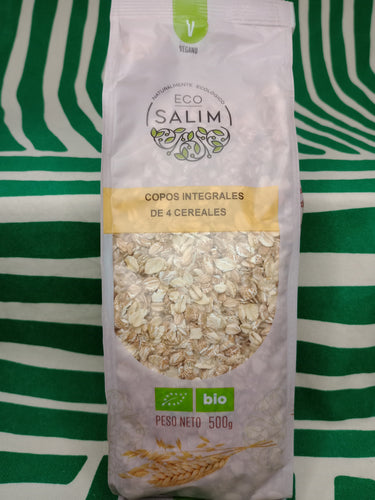 V
VEGANO
NATURALMENTE ECOLÓGICO
ECO
SALIM
COPOS INTEGRALES
DE 4 CEREALES
bio
PESO NETO 500g